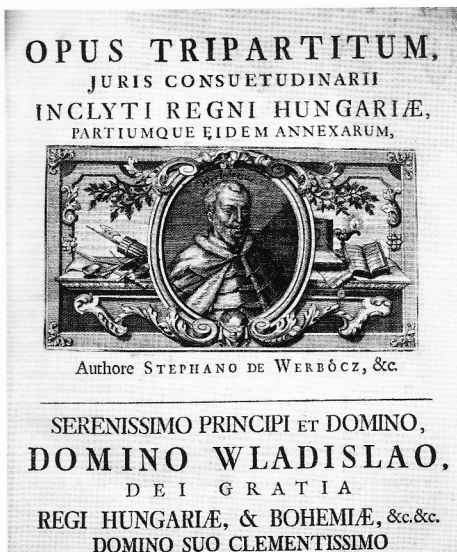 OPUS TRIPARTITUM,
JURIS CONSUETUDINARII
INCLYTI REGNI HUNGARIÆ,
PARTIUMQUE EIDEM ANNEXARUM,
Authore STEPHANO DE WERBÖCZ, &c.
SERENISSIMO PRINCIPI ET DOMINO,
DOMINO WLADISLAO,
DEI GRATIA
REGI HUNGARIÆ, & BOHEMIÆ, &c.&c.
DOMINO SUO CLEMENTISSIMO